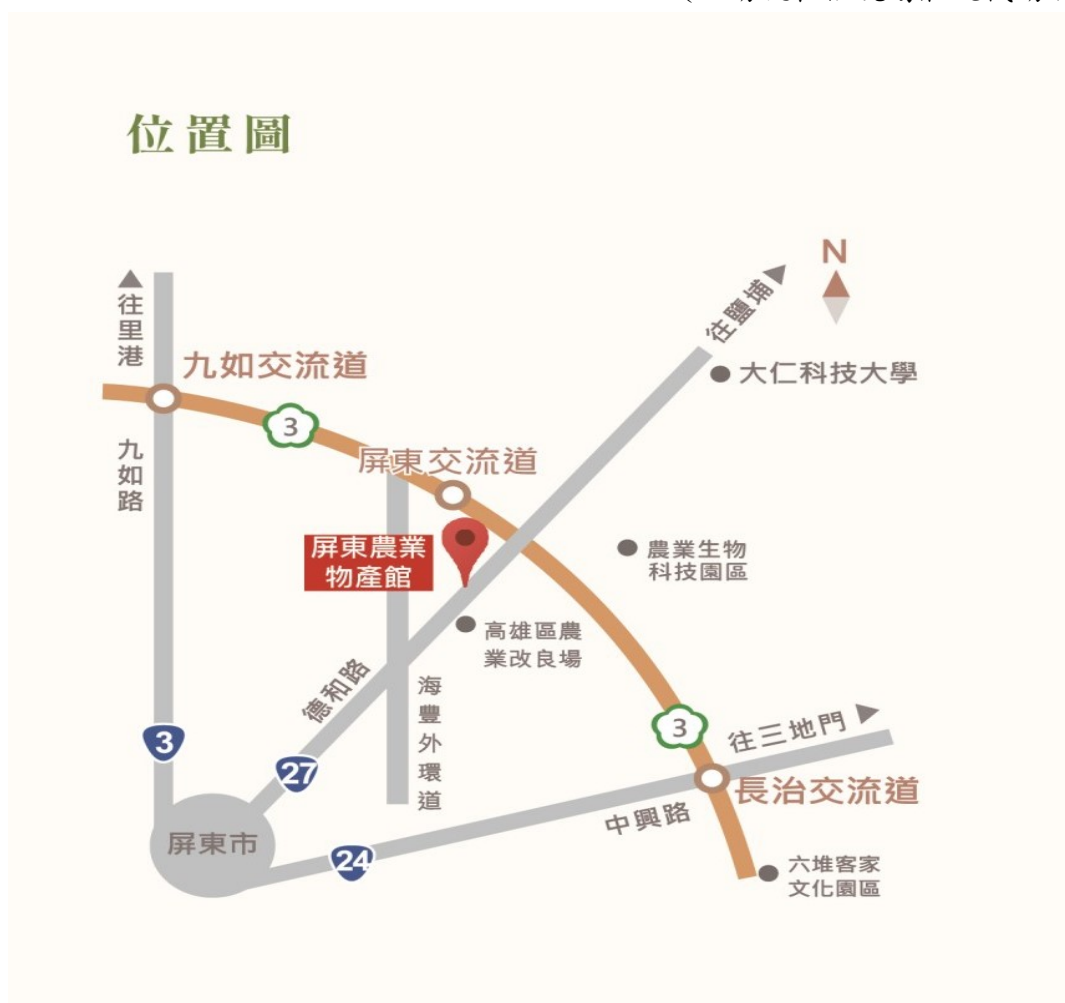 位置圖
N
往里港
往鹽埔
九如交流道
大仁科技大學
3
九如路
屏東交流道
屏東農業
物產館
農業生物
科技園區
高雄區農
業改良場
德和路
海豐外環道
3
往三地門
3
27
長治交流道
中興路
屏東市
24
六堆客家
文化園區